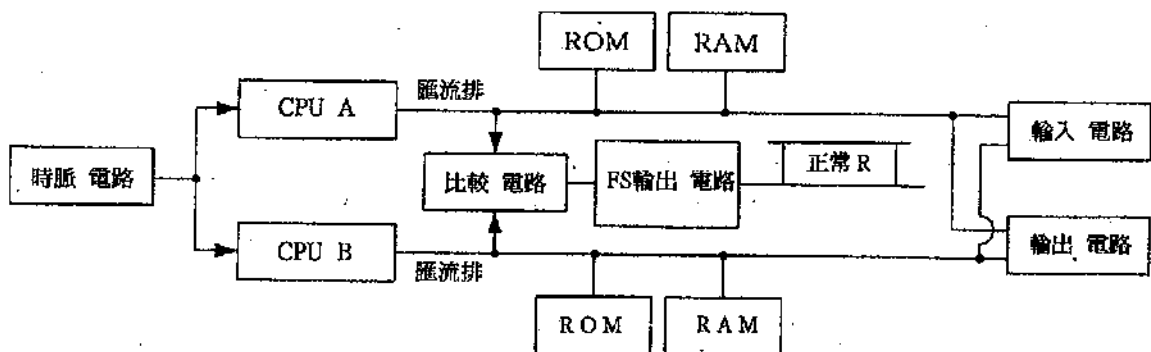 ROM
RAM
CPU A
匯流排
輸入 電路
時脈 電路
比較 電路
FS輸出 電路
正常 R
CPU B
匯流排
輸出 電路
ROM
RAM